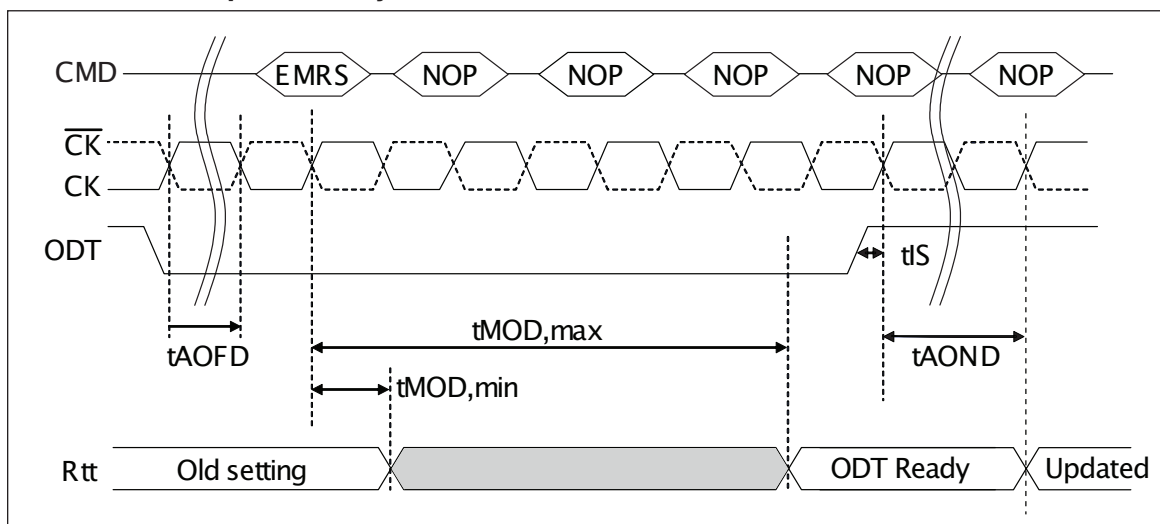 CMD
EMRS
NOP
NOP
NOP
NOP
NOP
CK
CK
ODT
tIS
tAOFD
tMOD,max
tAOND
tMOD,min
Rtt
Old setting
ODT Ready
Updated